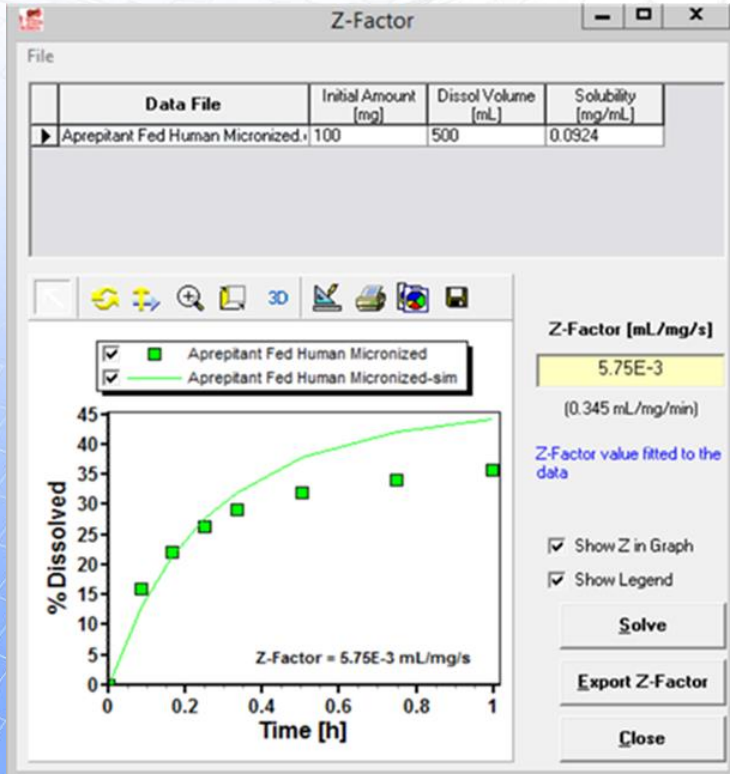 Z-Factor
File
Data File
Initial Amount [mg]
Dissol Volume [mL]
Solubility [mg/mL]
Aprepitant Fed Human Micronized.
100
500
0.0924
3D
Aprepitant Fed Human Micronized
Aprepitant Fed Human Micronized-sim
Z-Factor [mL/mg/s]
5.75E-3
(0.345 mL/mg/min)
Z-Factor value fitted to the
data
Show Z in Graph
Show Legend
Solve
Export Z-Factor
Close
%Dissolved
45
40
35
30
25
20
15
10
5
0
Z-Factor = 5.75E-3 mL/mg/s
0
0.2
0.4
0.6
0.8
1
Time [h]